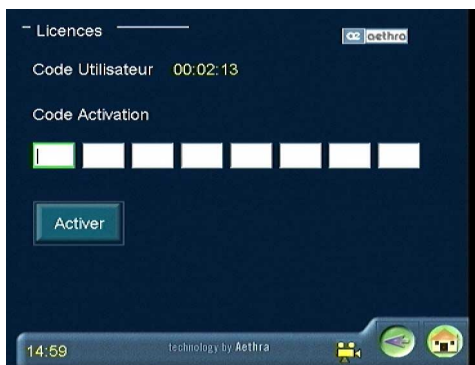 Licences
æ aethra
Code Utilisateur 00:02:13
Code Activation
Activer
14:59 technology by Aethra